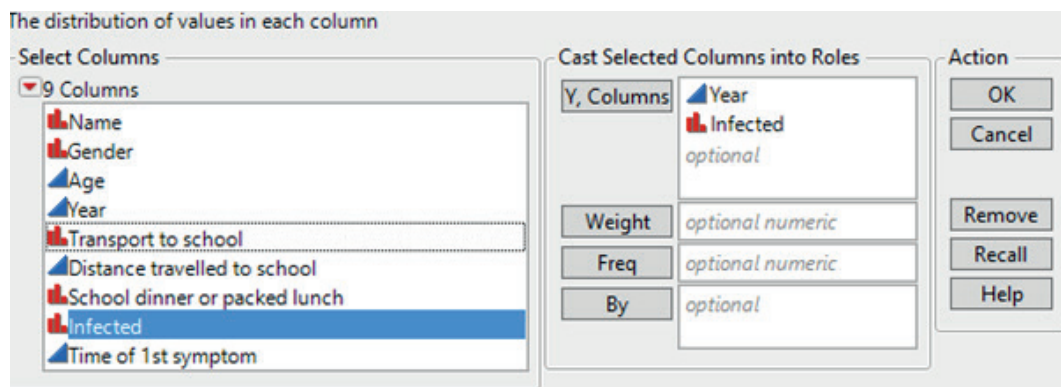 The distribution of values in each column
Select Columns
9 Columns
Name
Gender
Age
Year
Transport to school
Distance travelled to school
School dinner or packed lunch
Infected
Time of 1st symptom
Cast Selected Columns into Roles
Y, Columns
Year
Infected
optional
Weight
optional numeric
Freq
optional numeric
By
optional
Action
OK
Cancel
Remove
Recall
Help